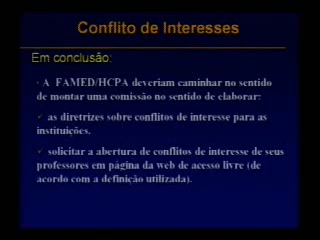 Conflito de Interesses
Em conclusão:
· A FAMED/HCPA deveriam caminhar no sentido
de montar uma comissão no sentido de elaborar:
✓ as diretrizes sobre conflitos de interesse para as
instituições.
✓ solicitar a abertura de conflitos de interesse de seus
professores em página da web de acesso livre (de
acordo com a definição utilizada).